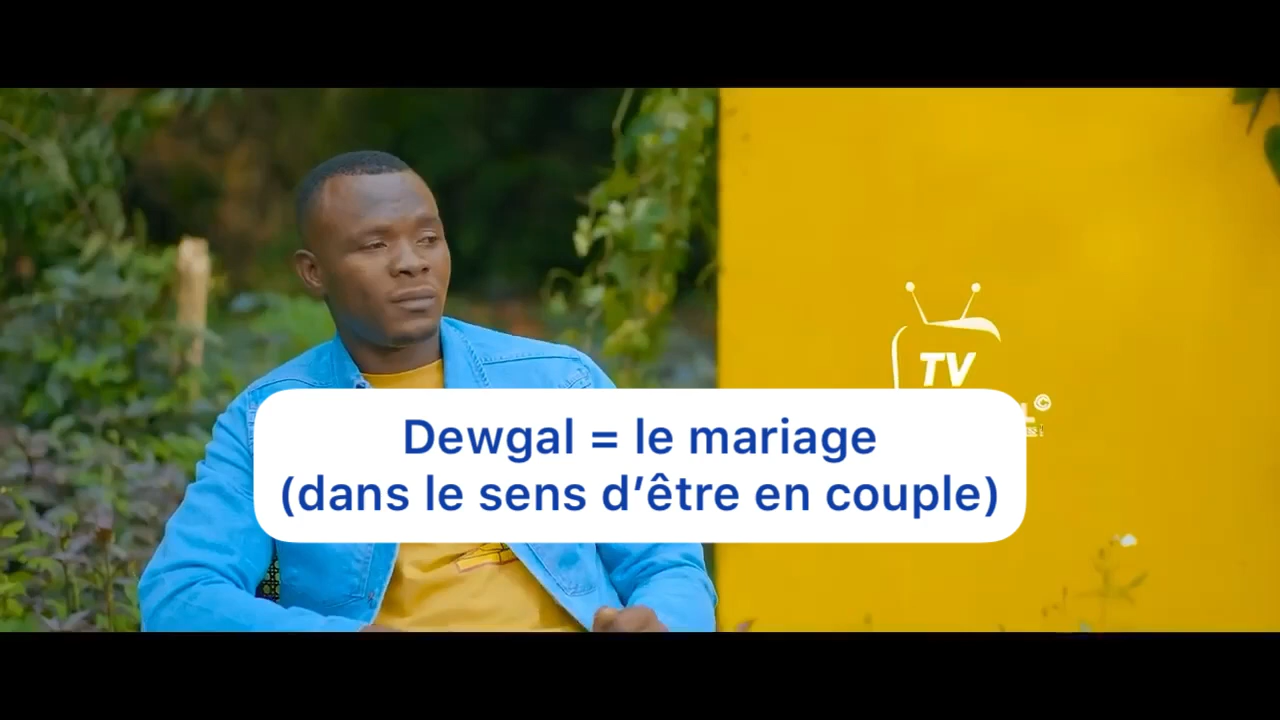 TV
Dewgal = le mariage
(dans le sens d’être en couple)